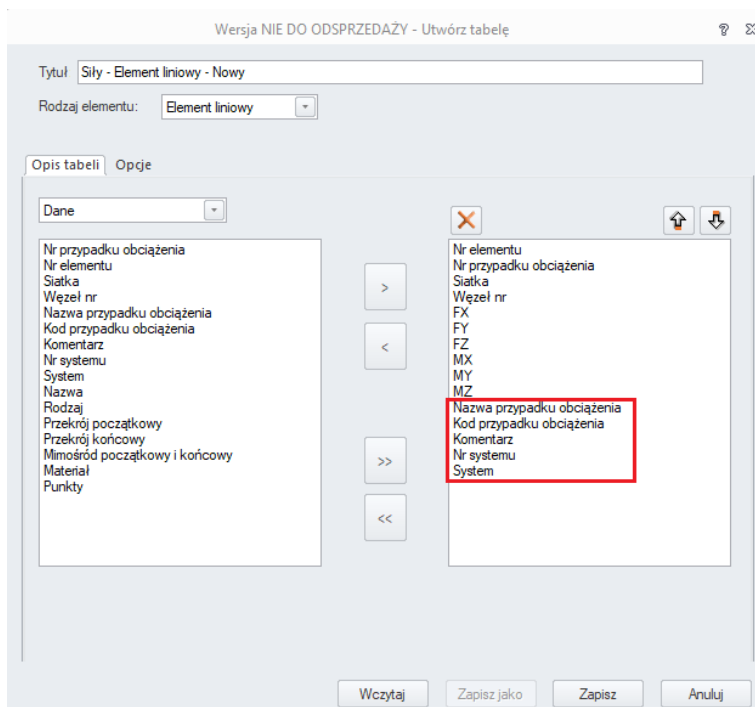 Wersja NIE DO ODSPRZEDAŻY - Utwórz tabelę
Tytuł Siły - Element liniowy - Nowy
Rodzaj elementu: Element liniowy
Opis tabeli Opcje
Dane
Nr przypadku obciążenia
Nr elementu
Siatka
Węzeł nr
Nazwa przypadku obciążenia
Kod przypadku obciążenia
Komentarz
Nr systemu
System
Nazwa
Rodzaj
Przekrój początkowy
Przekrój końcowy
Mimośród początkowy i końcowy
Materiał
Punkty
>
<
>>
<<
Nr elementu
Nr przypadku obciążenia
Siatka
Węzeł nr
FX
FY
FZ
MX
MY
MZ
Nazwa przypadku obciążenia
Kod przypadku obciążenia
Komentarz
Nr systemu
System
Wczytaj Zapisz jako Zapisz Anuluj